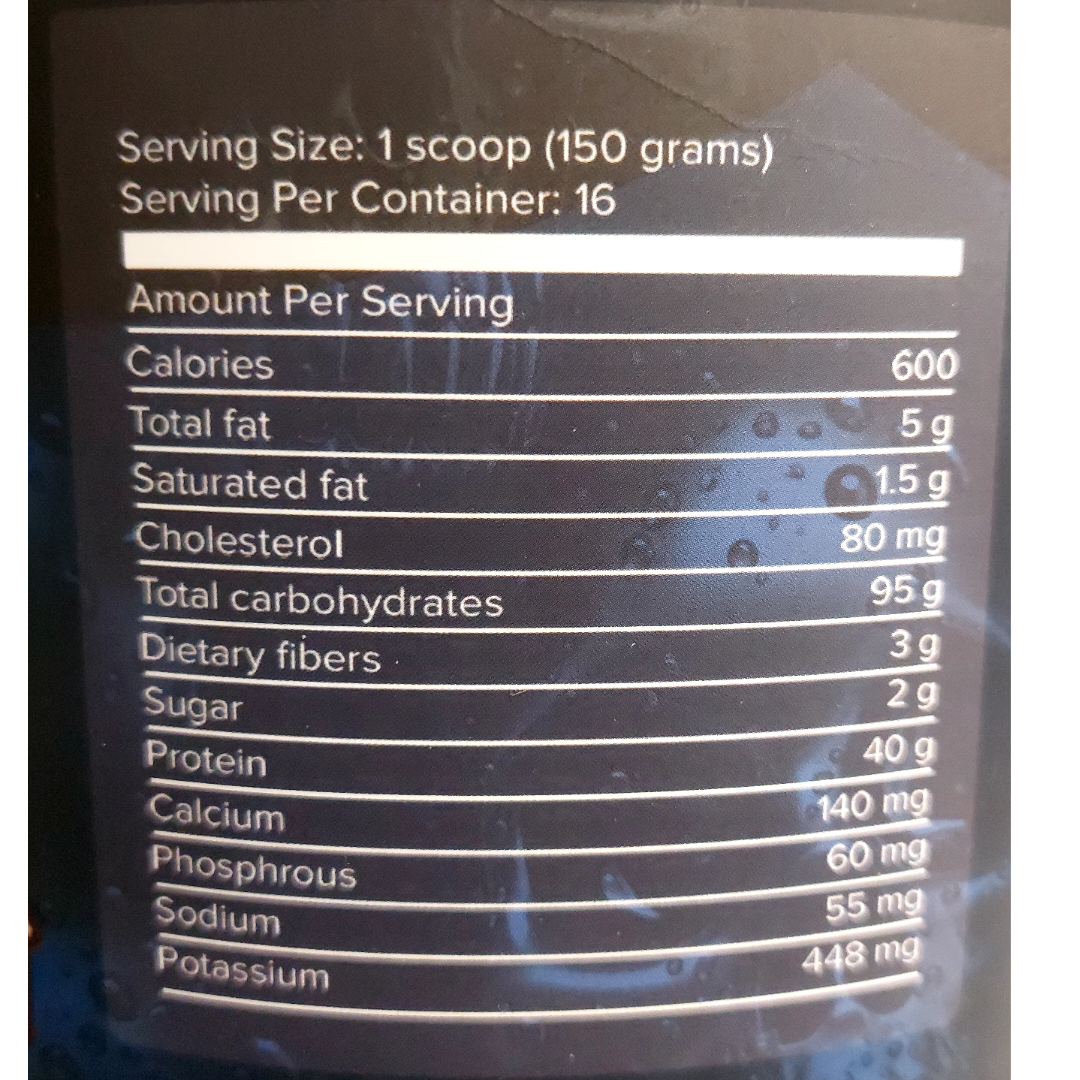 Serving Size: 1 scoop (150 grams)
Serving Per Container: 16
Amount Per Serving
Calories 600
Total fat 5 g
Saturated fat 1.5 g
Cholesterol 80 mg
Total carbohydrates 95 g
Dietary fibers 3 g
Sugar 2 g
Protein 40 g
Calcium 140 mg
Phosphrous 60 mg
Sodium 55 mg
Potassium 448 mg